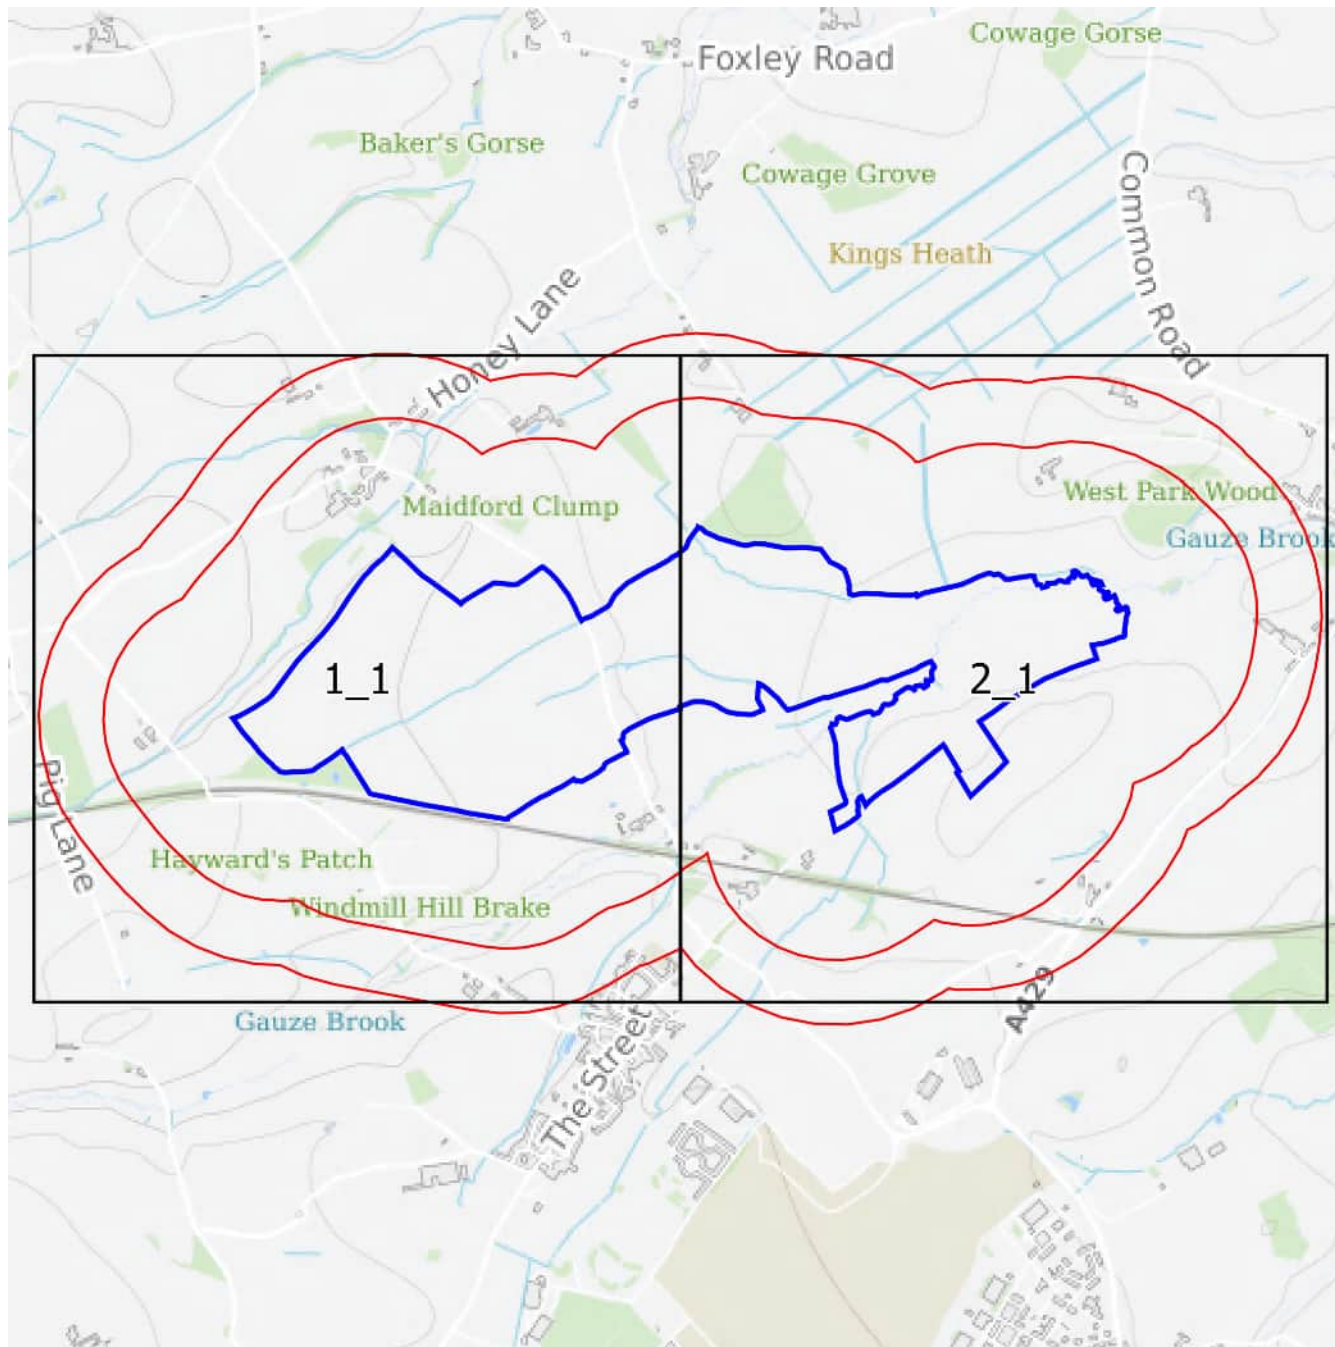 Cowage Gorse
Foxley Road
Baker's Gorse
Cowage Grove
Common Road
Kings Heath
Honey Lane
West Park Wood
Maidford Clump
Gauze Brook
1_1
2_1
Pig Lane
Hayward's Patch
Windmill Hill Brake
A429
Gauze Brook
The Street